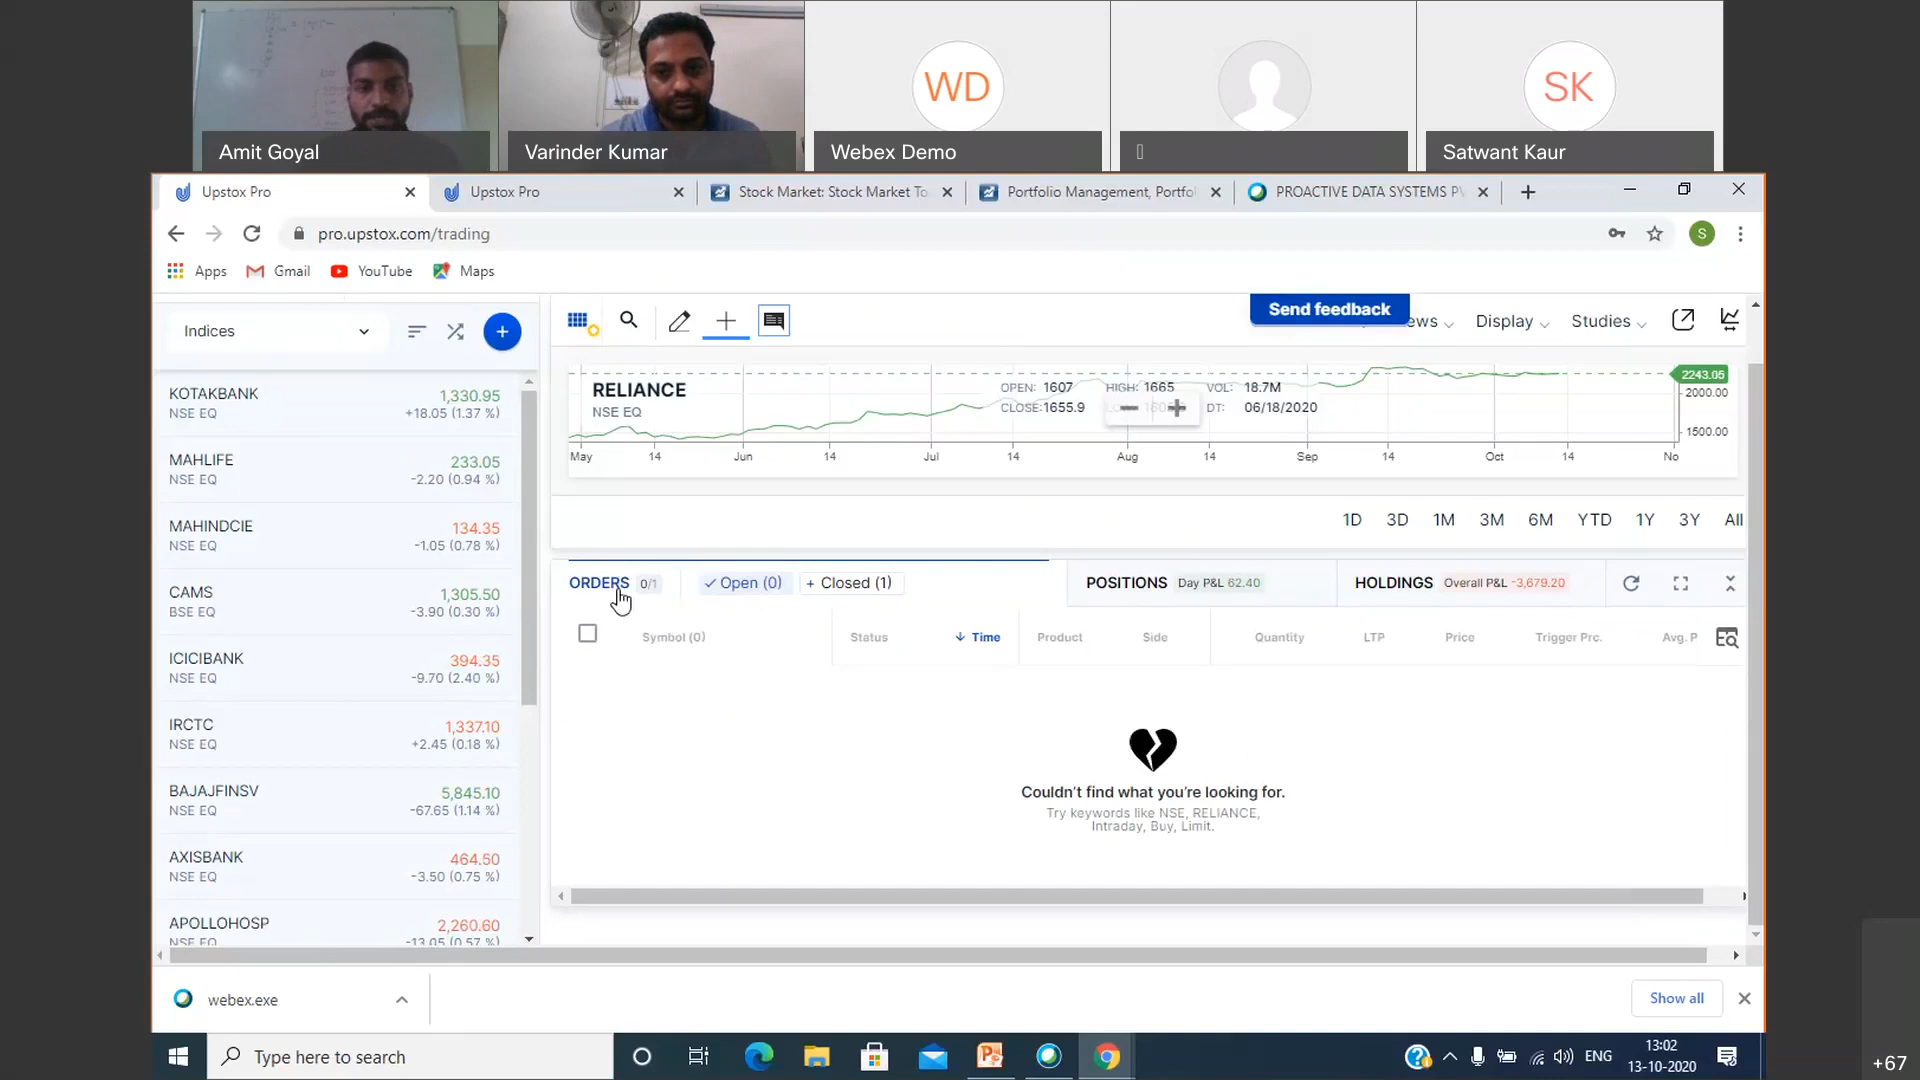 WD
SK
Amit Goyal
Varinder Kumar
Webex Demo
Satwant Kaur
Upstox Pro
Upstox Pro
Stock Market: Stock Market To
Portfolio Management, Portfo
PROACTIVE DATA SYSTEMS PV
pro.upstox.com/trading
S
Apps
Gmail
YouTube
Maps
Indices
Send feedback
Display
Studies
RELIANCE
NSE EQ
OPEN: 1607
HIGH: 1665
VOL: 18.7M
CLOSE:1655.9
DT: 06/18/2020
2243.05
2000.00
1500.00
May 14 Jun 14 Jul 14 Aug 14 Sep 14 Oct 14 No
1D 3D 1M 3M 6M YTD 1Y 3Y All
KOTAKBANK 1,330.95
NSE EQ +18.05 (1.37 %)
MAHLIFE 233.05
NSE EQ -2.20 (0.94 %)
MAHINDCIE 134.35
NSE EQ -1.05 (0.78 %)
CAMS 1,305.50
BSE EQ -3.90 (0.30 %)
ICICIBANK 394.35
NSE EQ -9.70 (2.40 %)
IRCTC 1,337.10
NSE EQ +2.45 (0.18 %)
BAJAJFINSV 5,845.10
NSE EQ -67.65 (1.14 %)
AXISBANK 464.50
NSE EQ -3.50 (0.75 %)
APOLLOHOSP 2,260.60
NSE EQ -13.05 (0.57 %)
ORDERS 0/1 Open (0) + Closed (1)
POSITIONS Day P&L 62.40
HOLDINGS Overall P&L -3,679.20
Symbol (0) Status Time Product Side Quantity LTP Price Trigger Prc. Avg. P
Couldn't find what you're looking for.
Try keywords like NSE, RELIANCE,
Intraday, Buy, Limit.
webex.exe
Show all
Type here to search
ENG
13:02
13-10-2020
+67